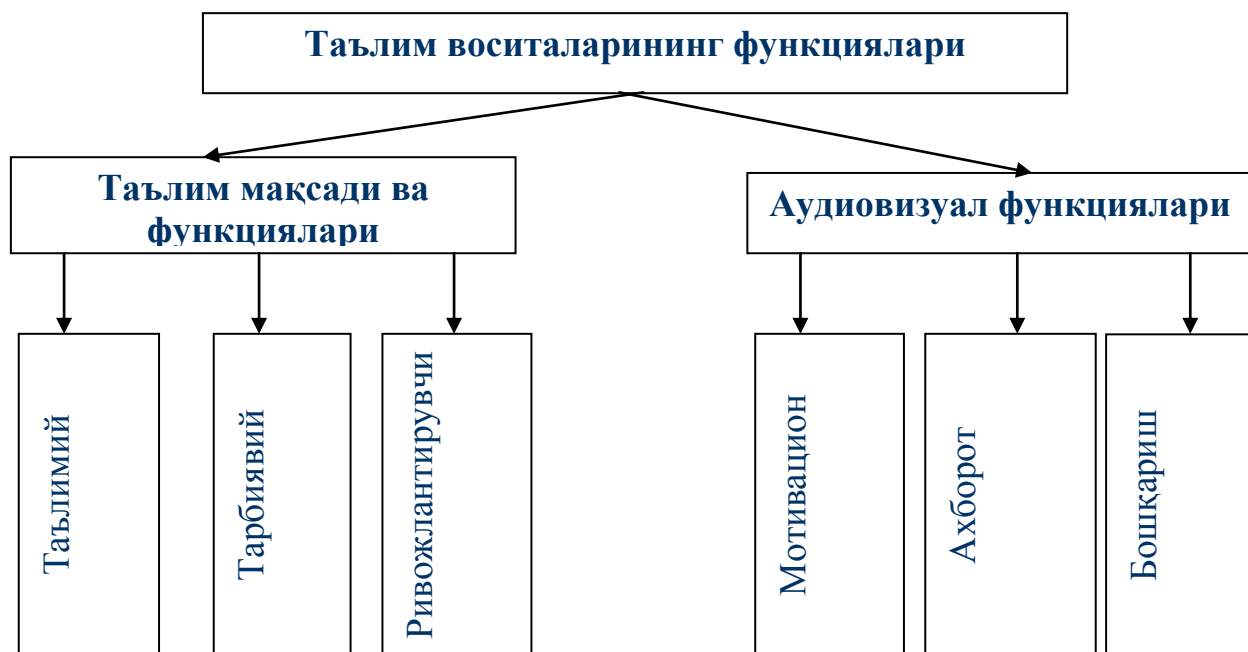 Таълим воситаларининг функциялари
Таълим мақсади ва
функциялари
Аудиовизуал функциялари
Таълимий
Тарбиявий
Ривожлантирувчи
Мотивацион
Ахборот
Бошқариш